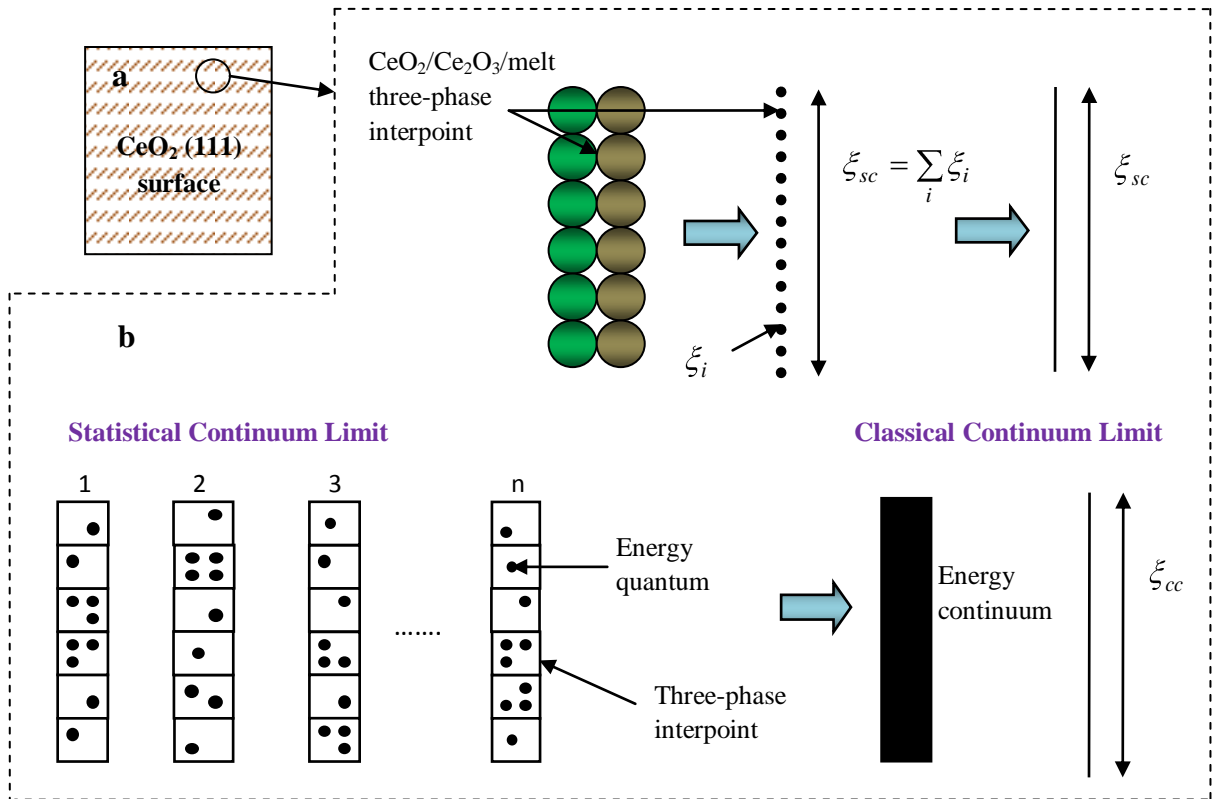 a
CeO₂ (111)
surface
CeO₂/Ce₂O₃/melt
three-phase
interpoint
ξsc = ∑i ξi
ξsc
ξi
b
Statistical Continuum Limit
Classical Continuum Limit
1 2 3 n
.......
Energy
quantum
Three-phase
interpoint
Energy
continuum
ξcc